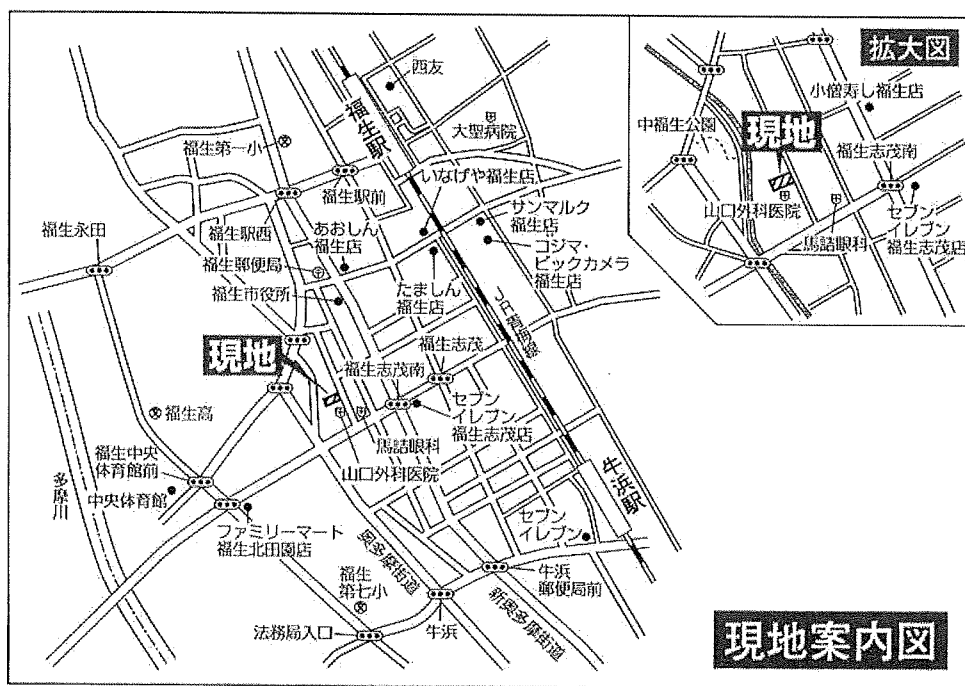 西友
福生駅
大聖病院
福生第一小
いなげや福生店
福生駅前
サンマルク
福生店
福生永田
福生駅西
あおしん
福生店
コジマ・
ビックカメラ
福生店
福生郵便局
たましん
福生店
福生市役所
JR青梅線
現地
福生志茂
福生志茂南
セブン
イレブン
福生志茂店
福生高
馬詰眼科
山口外科医院
福生中央
体育館前
牛浜駅
多摩川
中央体育館
セブン
イレブン
ファミリーマート
福生北田園店
奥多摩街道
福生
第七小
牛浜
郵便局前
新奥多摩街道
法務局入口
牛浜
現地案内図
拡大図
小僧寿し福生店
中福生公園
現地
福生志茂南
山口外科医院
セブン
イレブン
福生志茂店
馬詰眼科